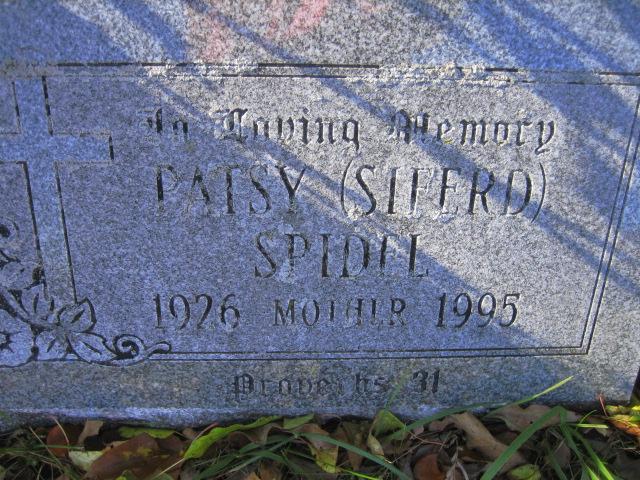 In Loving Memory
PATSY (SIFERD)
SPIDEL
1926 MOTHER 1995
Proverbs 31